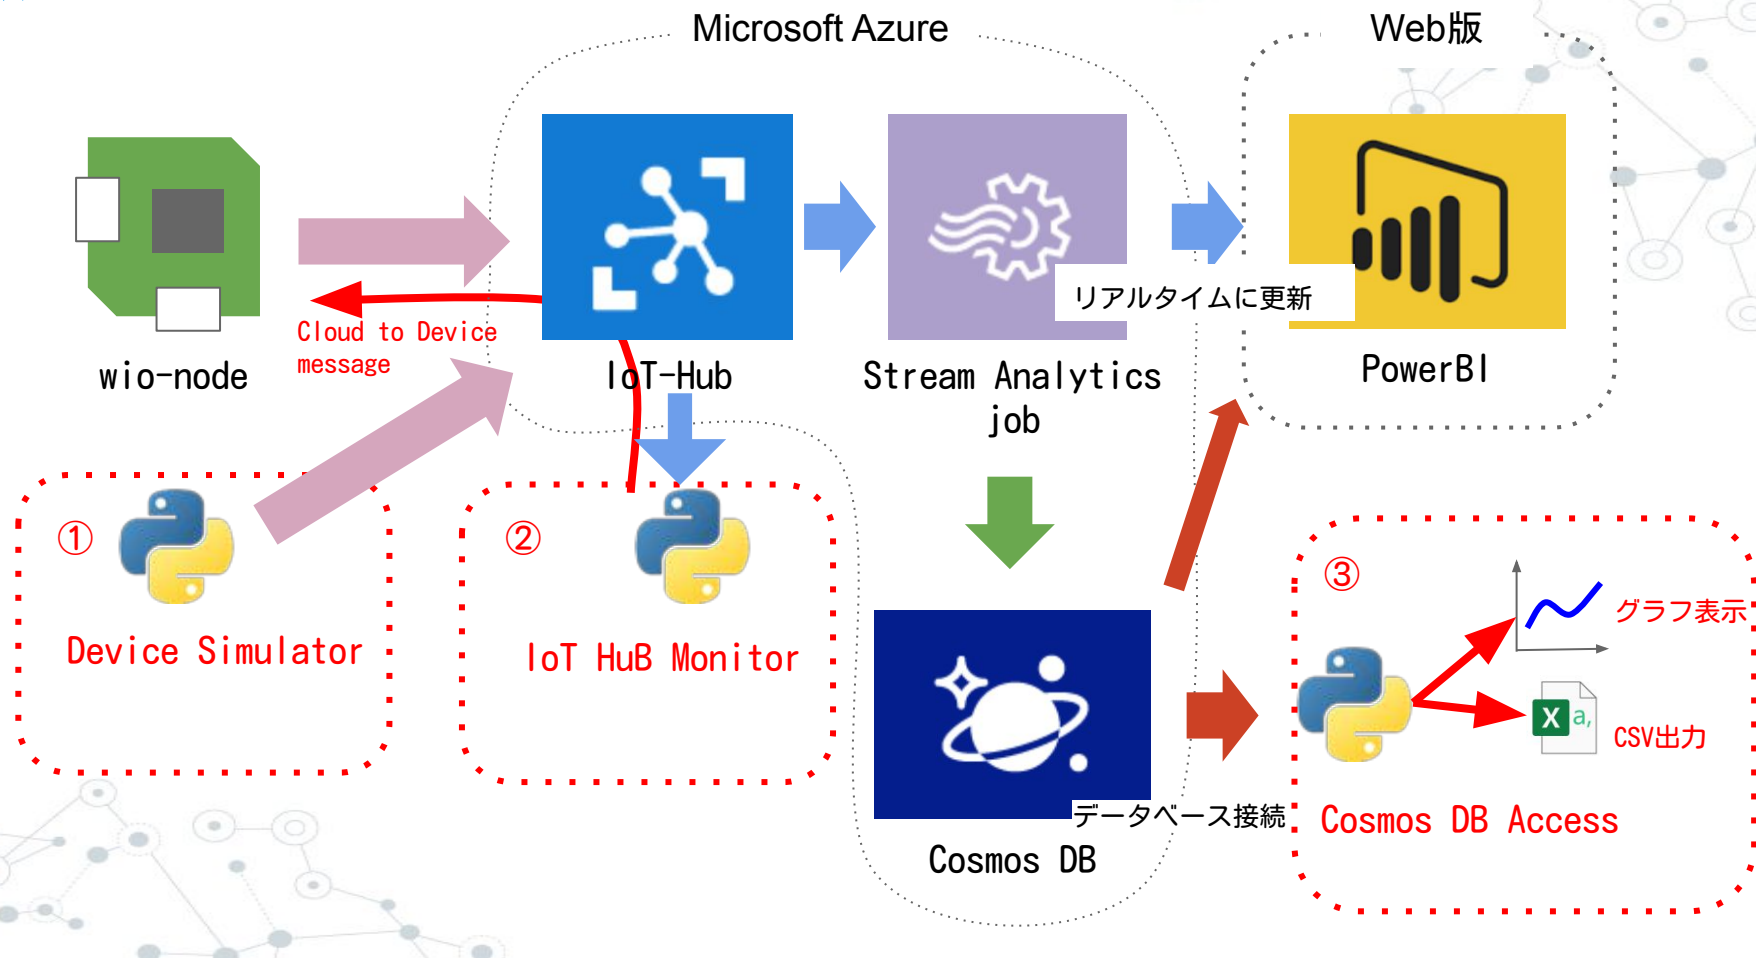 Microsoft Azure
Web版
Cloud to Device
message
wio-node
IoT-Hub
Stream Analytics
job
リアルタイムに更新
PowerBI
①
Device Simulator
②
IoT HuB Monitor
データベース接続
Cosmos DB
③
グラフ表示
X a,
CSV出力
Cosmos DB Access